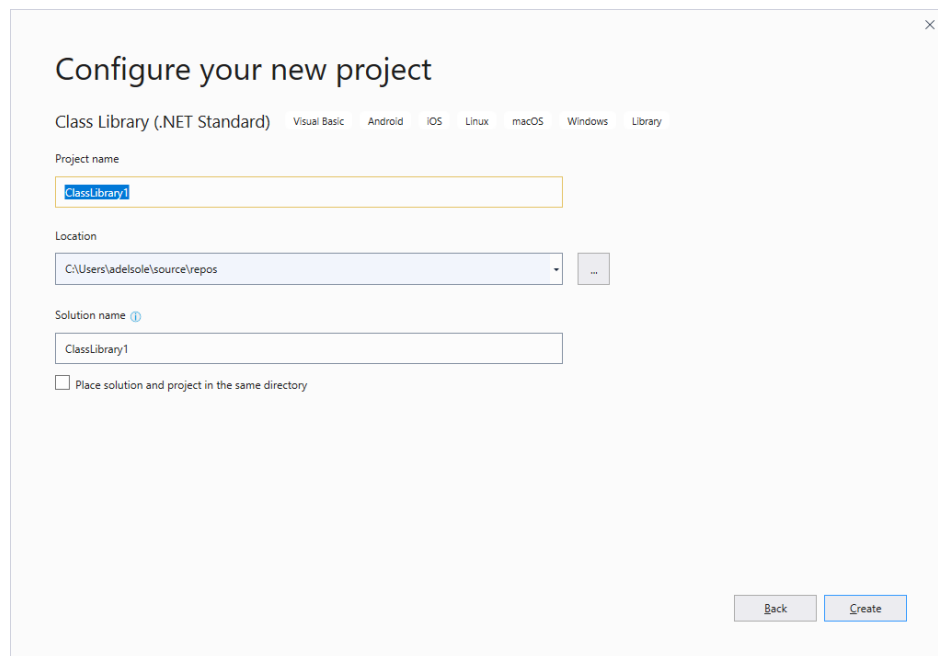 Configure your new project
Class Library (.NET Standard) Visual Basic Android iOS Linux macOS Windows Library
Project name
ClassLibrary1
Location
C:\Users\adelsole\source\repos
...
Solution name
ClassLibrary1
Place solution and project in the same directory
Back Create